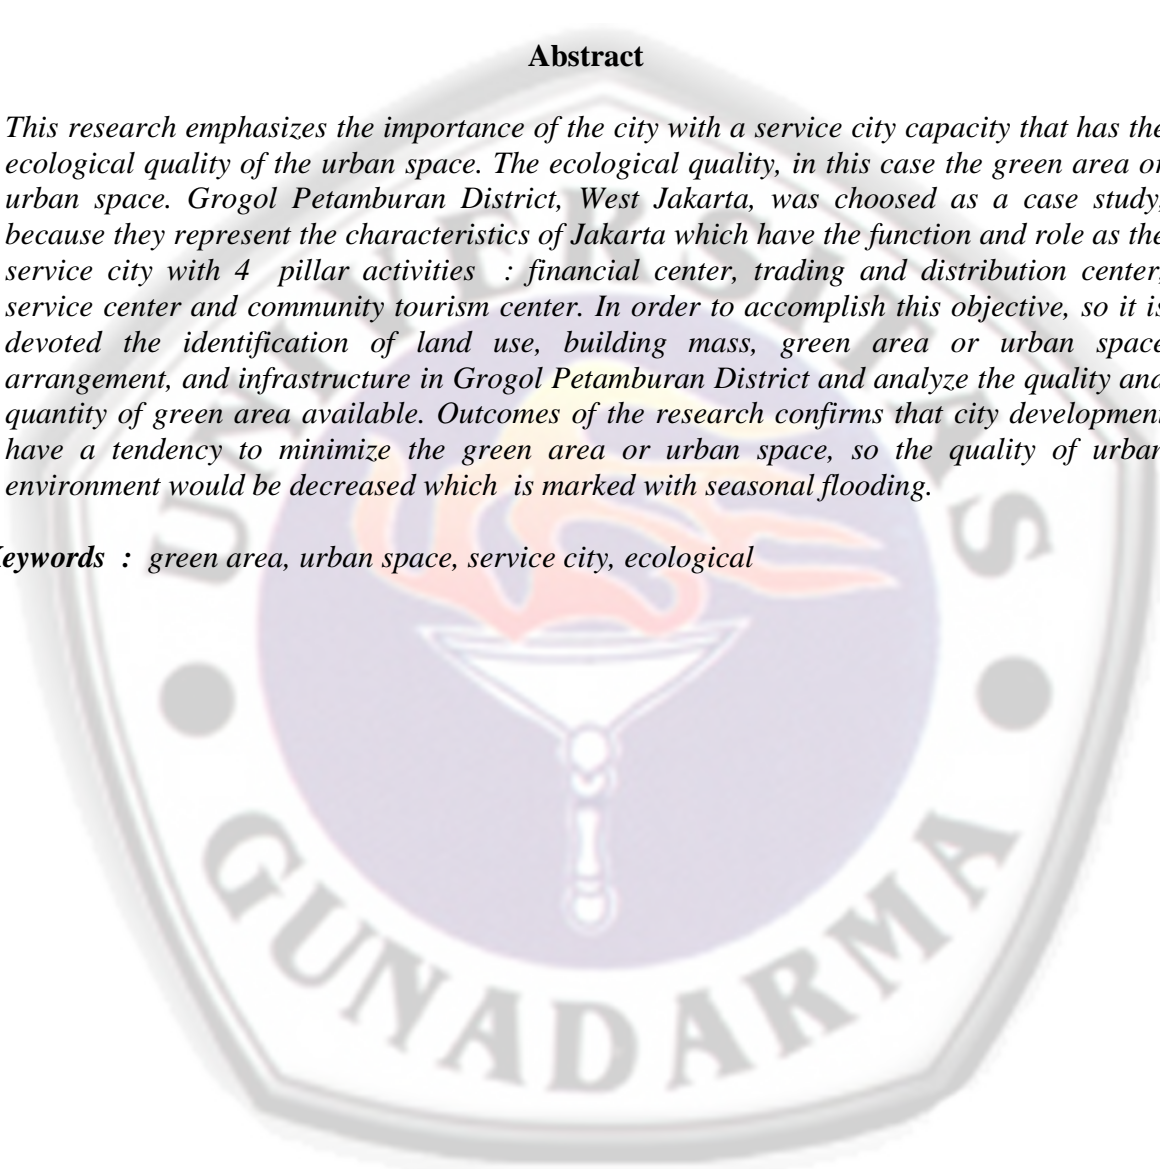 Abstract
This research emphasizes the importance of the city with a service city capacity that has the
ecological quality of the urban space. The ecological quality, in this case the green area or
urban space. Grogol Petamburan District, West Jakarta, was choosed as a case study,
because they represent the characteristics of Jakarta which have the function and role as the
service city with 4 pillar activities : financial center, trading and distribution center,
service center and community tourism center. In order to accomplish this objective, so it is
devoted the identification of land use, building mass, green area or urban space
arrangement, and infrastructure in Grogol Petamburan District and analyze the quality and
quantity of green area available. Outcomes of the research confirms that city development
have a tendency to minimize the green area or urban space, so the quality of urban
environment would be decreased which is marked with seasonal flooding.
eywords : green area, urban space, service city, ecological
UNIVERSITAS
GUNADARMA